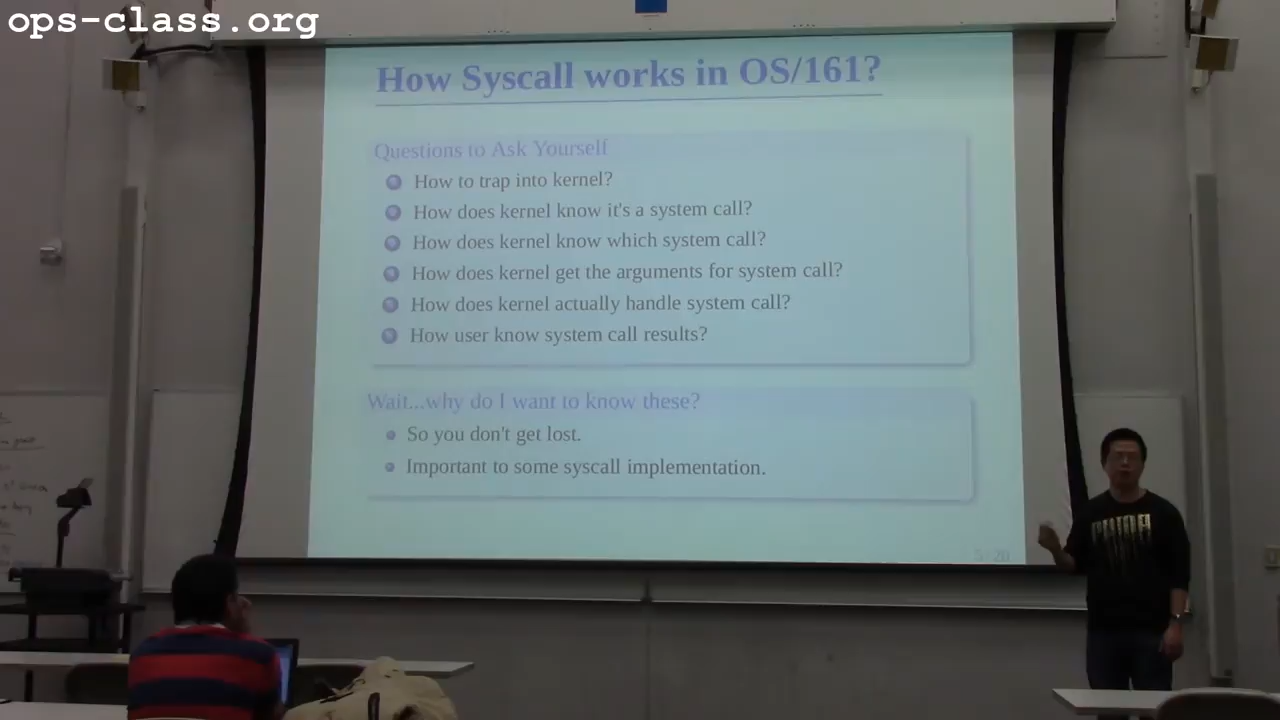 ops-class.org
How Syscall works in OS/161?
Questions to Ask Yourself
How to trap into kernel?
How does kernel know it's a system call?
How does kernel know which system call?
How does kernel get the arguments for system call?
How does kernel actually handle system call?
How user know system call results?
Wait...why do I want to know these?
So you don't get lost.
Important to some syscall implementation.